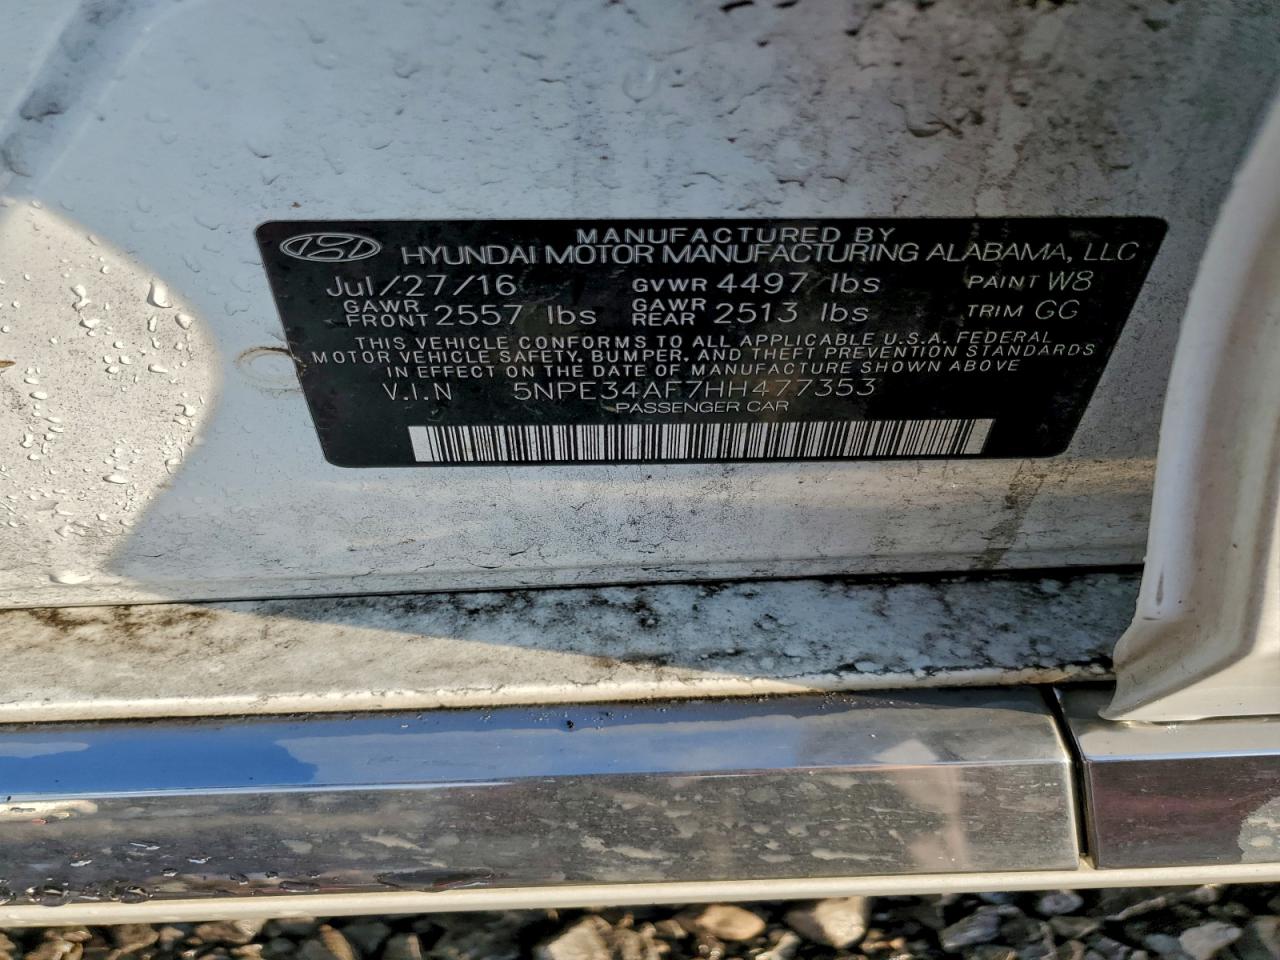 MANUFACTURED BY
HYUNDAI MOTOR MANUFACTURING ALABAMA, LLC
Jul/27/16 GVWR 4497 lbs PAINT W8
GAWR FRONT 2557 lbs GAWR REAR 2513 lbs TRIM GG
THIS VEHICLE CONFORMS TO ALL APPLICABLE U.S.A. FEDERAL
MOTOR VEHICLE SAFETY, BUMPER, AND THEFT PREVENTION STANDARDS
IN EFFECT ON THE DATE OF MANUFACTURE SHOWN ABOVE
V.I.N 5NPE34AF7HH477353
PASSENGER CAR